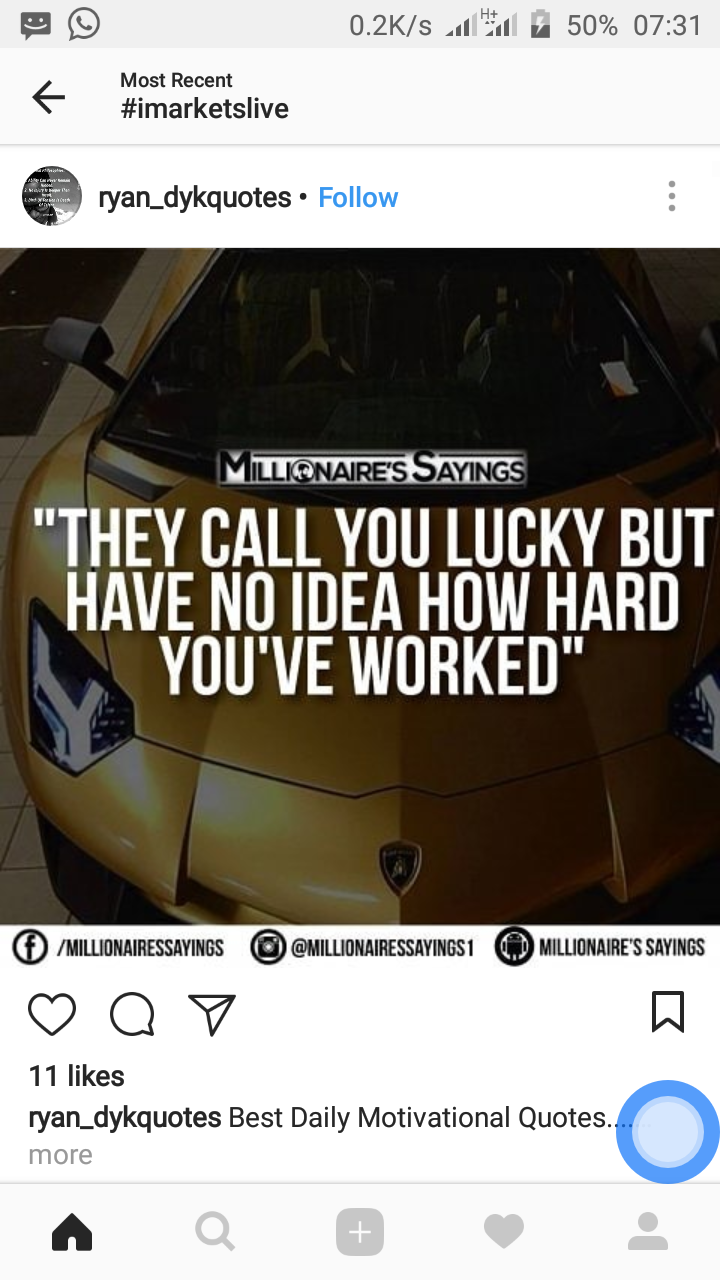 0.2K/s H+ 50% 07:31
Most Recent
#imarketslive
ryan_dykquotes • Follow
MILLIONAIRE'S SAYINGS
"THEY CALL YOU LUCKY BUT
HAVE NO IDEA HOW HARD
YOU'VE WORKED"
/MILLIONAIRESSAYINGS @MILLIONAIRESSAYINGS1 MILLIONAIRE'S SAYINGS
11 likes
ryan_dykquotes Best Daily Motivational Quotes....
more